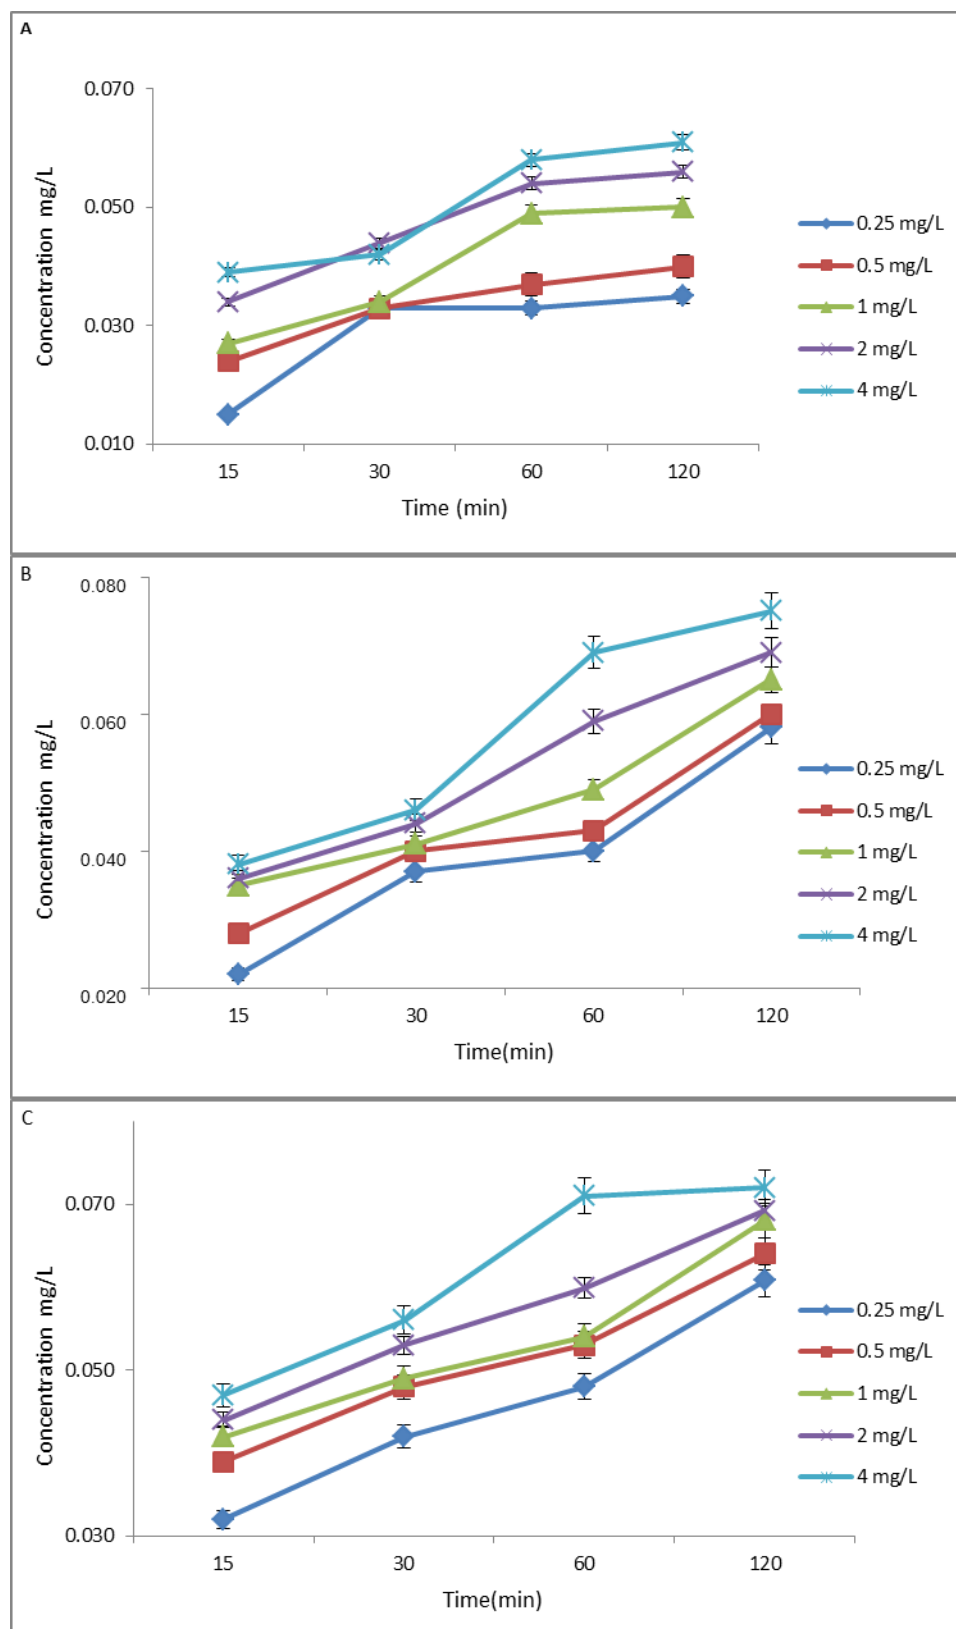 A
0.070
0.050
0.030
0.010
Concentration mg/L
15 30 60 120
Time (min)
0.25 mg/L
0.5 mg/L
1 mg/L
2 mg/L
4 mg/L
B
0.080
0.060
0.040
0.020
Concentration mg/L
15 30 60 120
Time(min)
0.25 mg/L
0.5 mg/L
1 mg/L
2 mg/L
4 mg/L
C
0.070
0.050
0.030
Concentration mg/L
15 30 60 120
Time(min)
0.25 mg/L
0.5 mg/L
1 mg/L
2 mg/L
4 mg/L